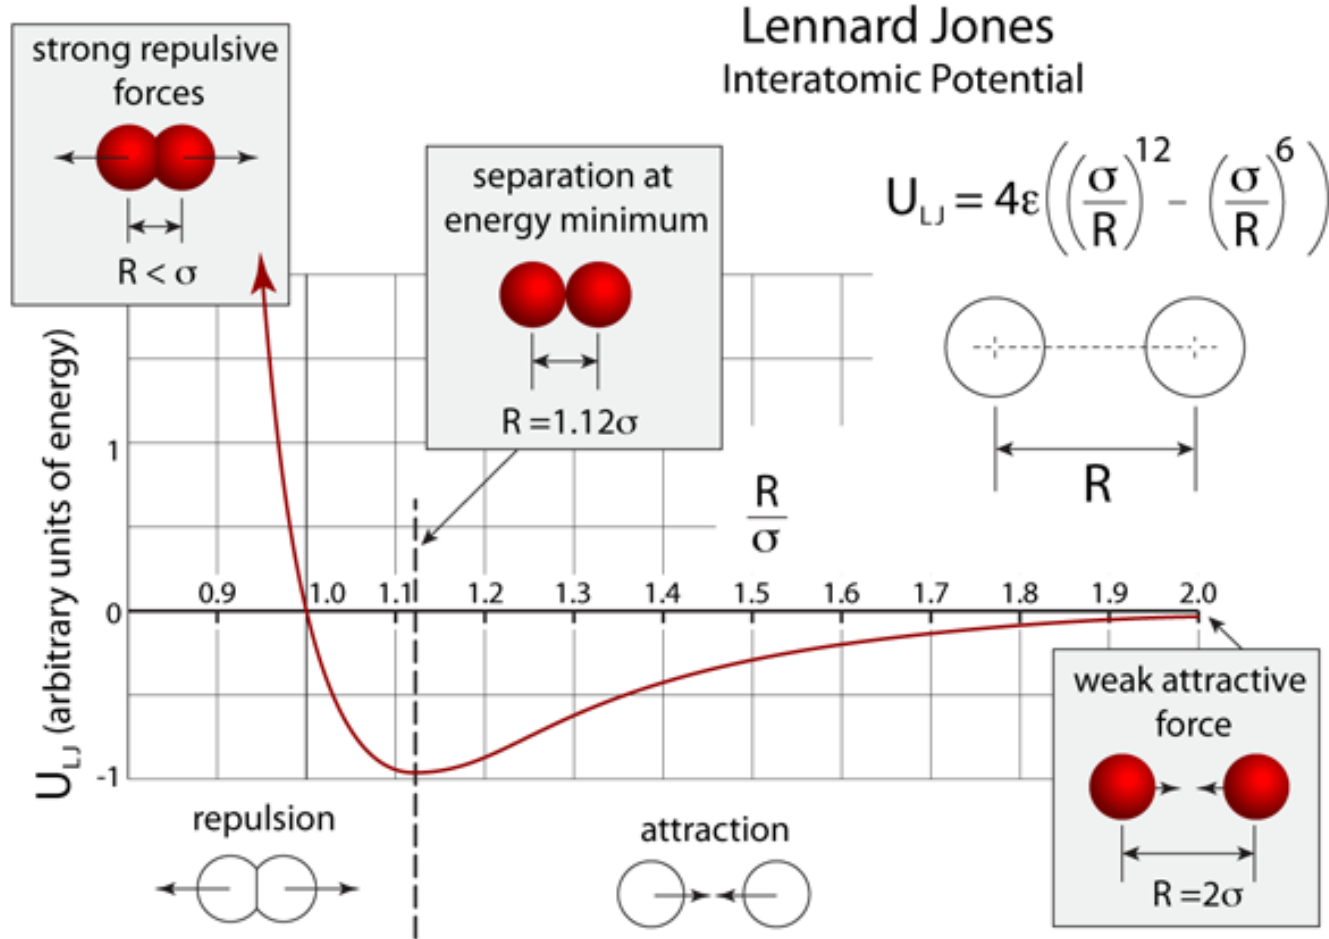 Lennard Jones
Interatomic Potential
strong repulsive
forces
R < σ
separation at
energy minimum
R =1.12σ
U_LJ = 4ε((σ/R)^12 - (σ/R)^6)
R
U_LJ (arbitrary units of energy)
1
0
-1
R/σ
0.9 1.0 1.1 1.2 1.3 1.4 1.5 1.6 1.7 1.8 1.9 2.0
weak attractive
force
R =2σ
repulsion
attraction